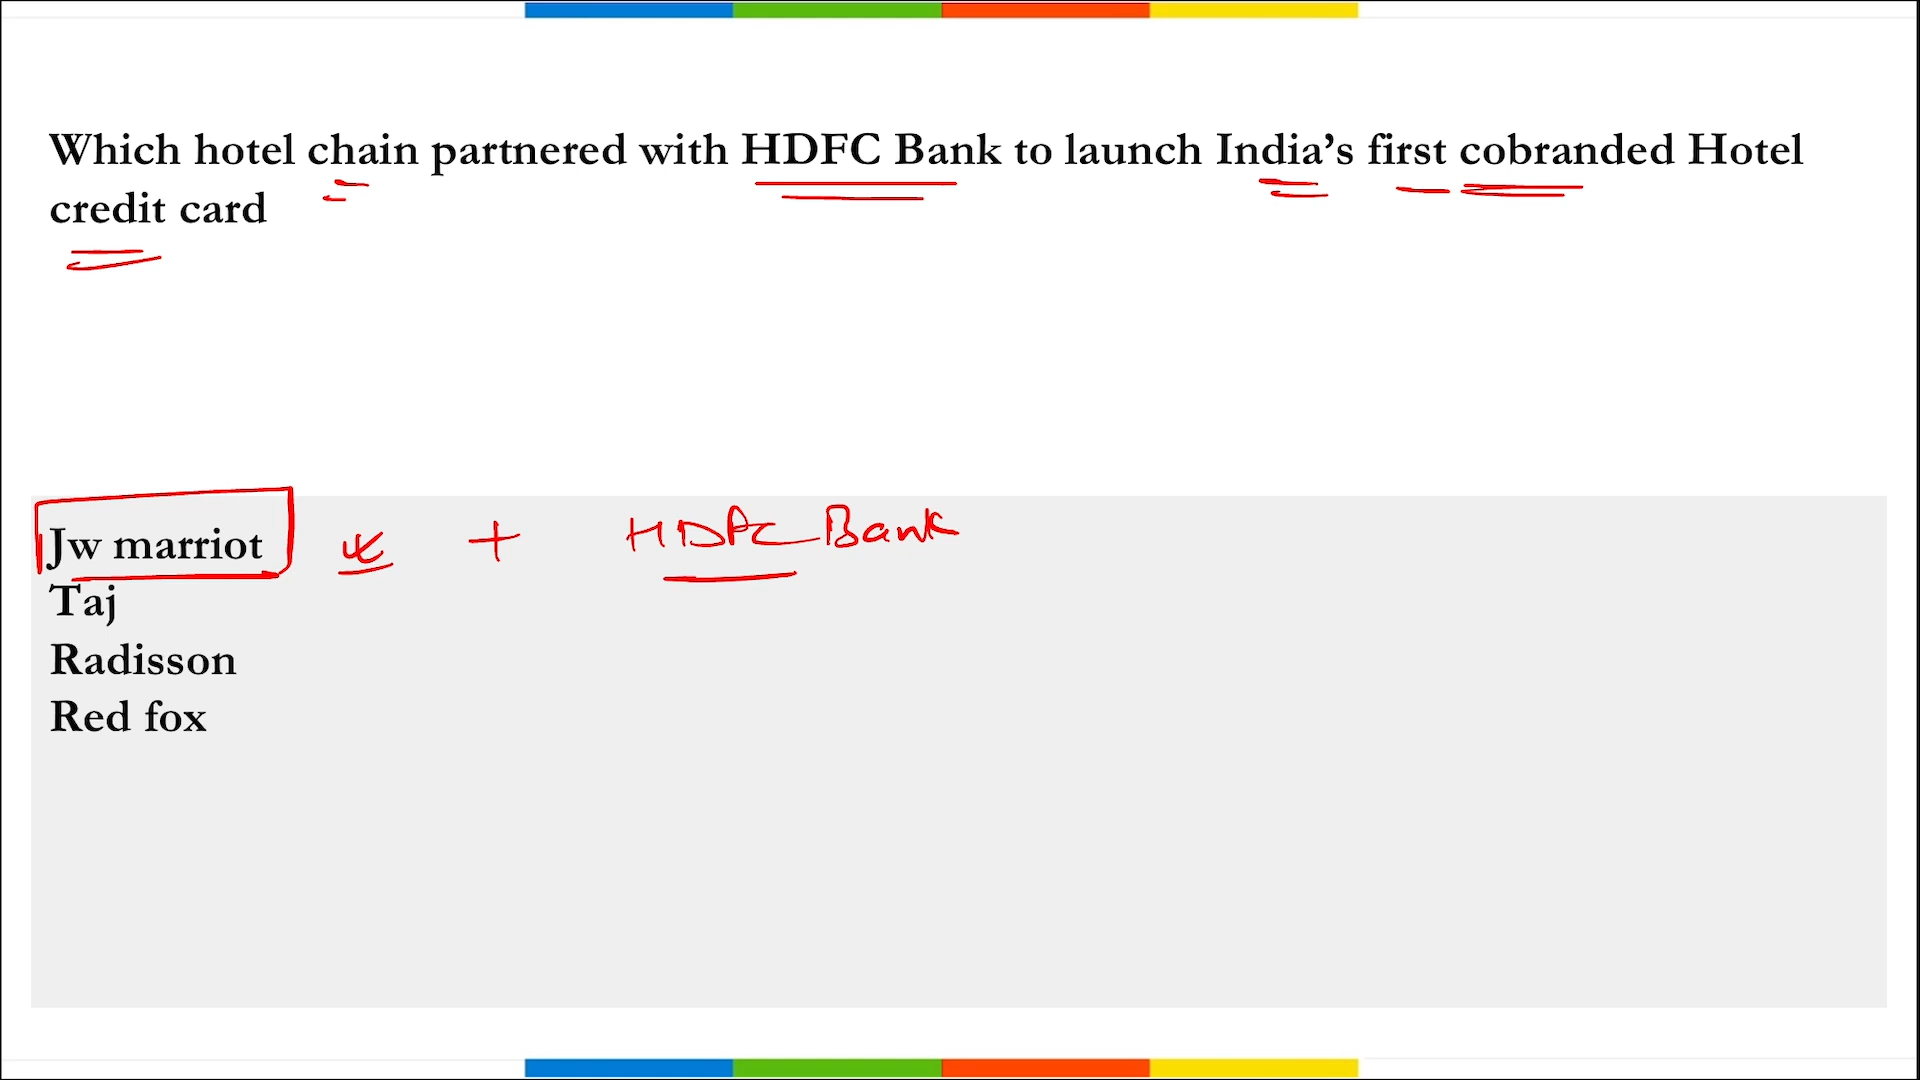 Which hotel chain partnered with HDFC Bank to launch India’s first cobranded Hotel
credit card
Jw marriot + HDFC Bank
Taj
Radisson
Red fox